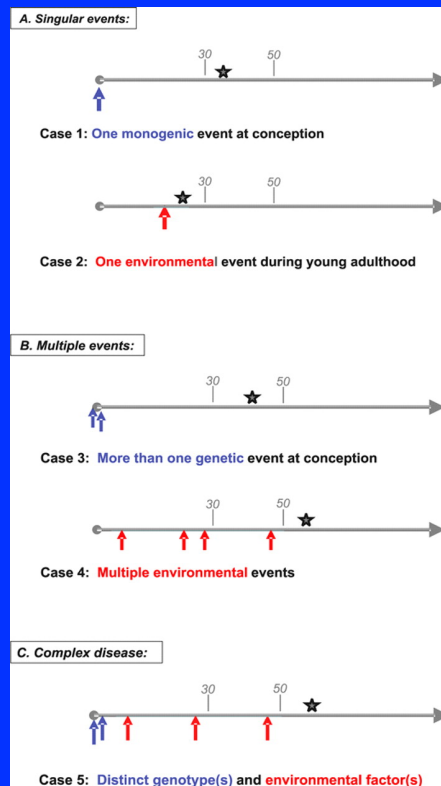 A. Singular events:
30 50
Case 1: One monogenic event at conception
30 50
Case 2: One environmental event during young adulthood
B. Multiple events:
30 50
Case 3: More than one genetic event at conception
30 50
Case 4: Multiple environmental events
C. Complex disease:
30 50
Case 5: Distinct genotype(s) and environmental factor(s)